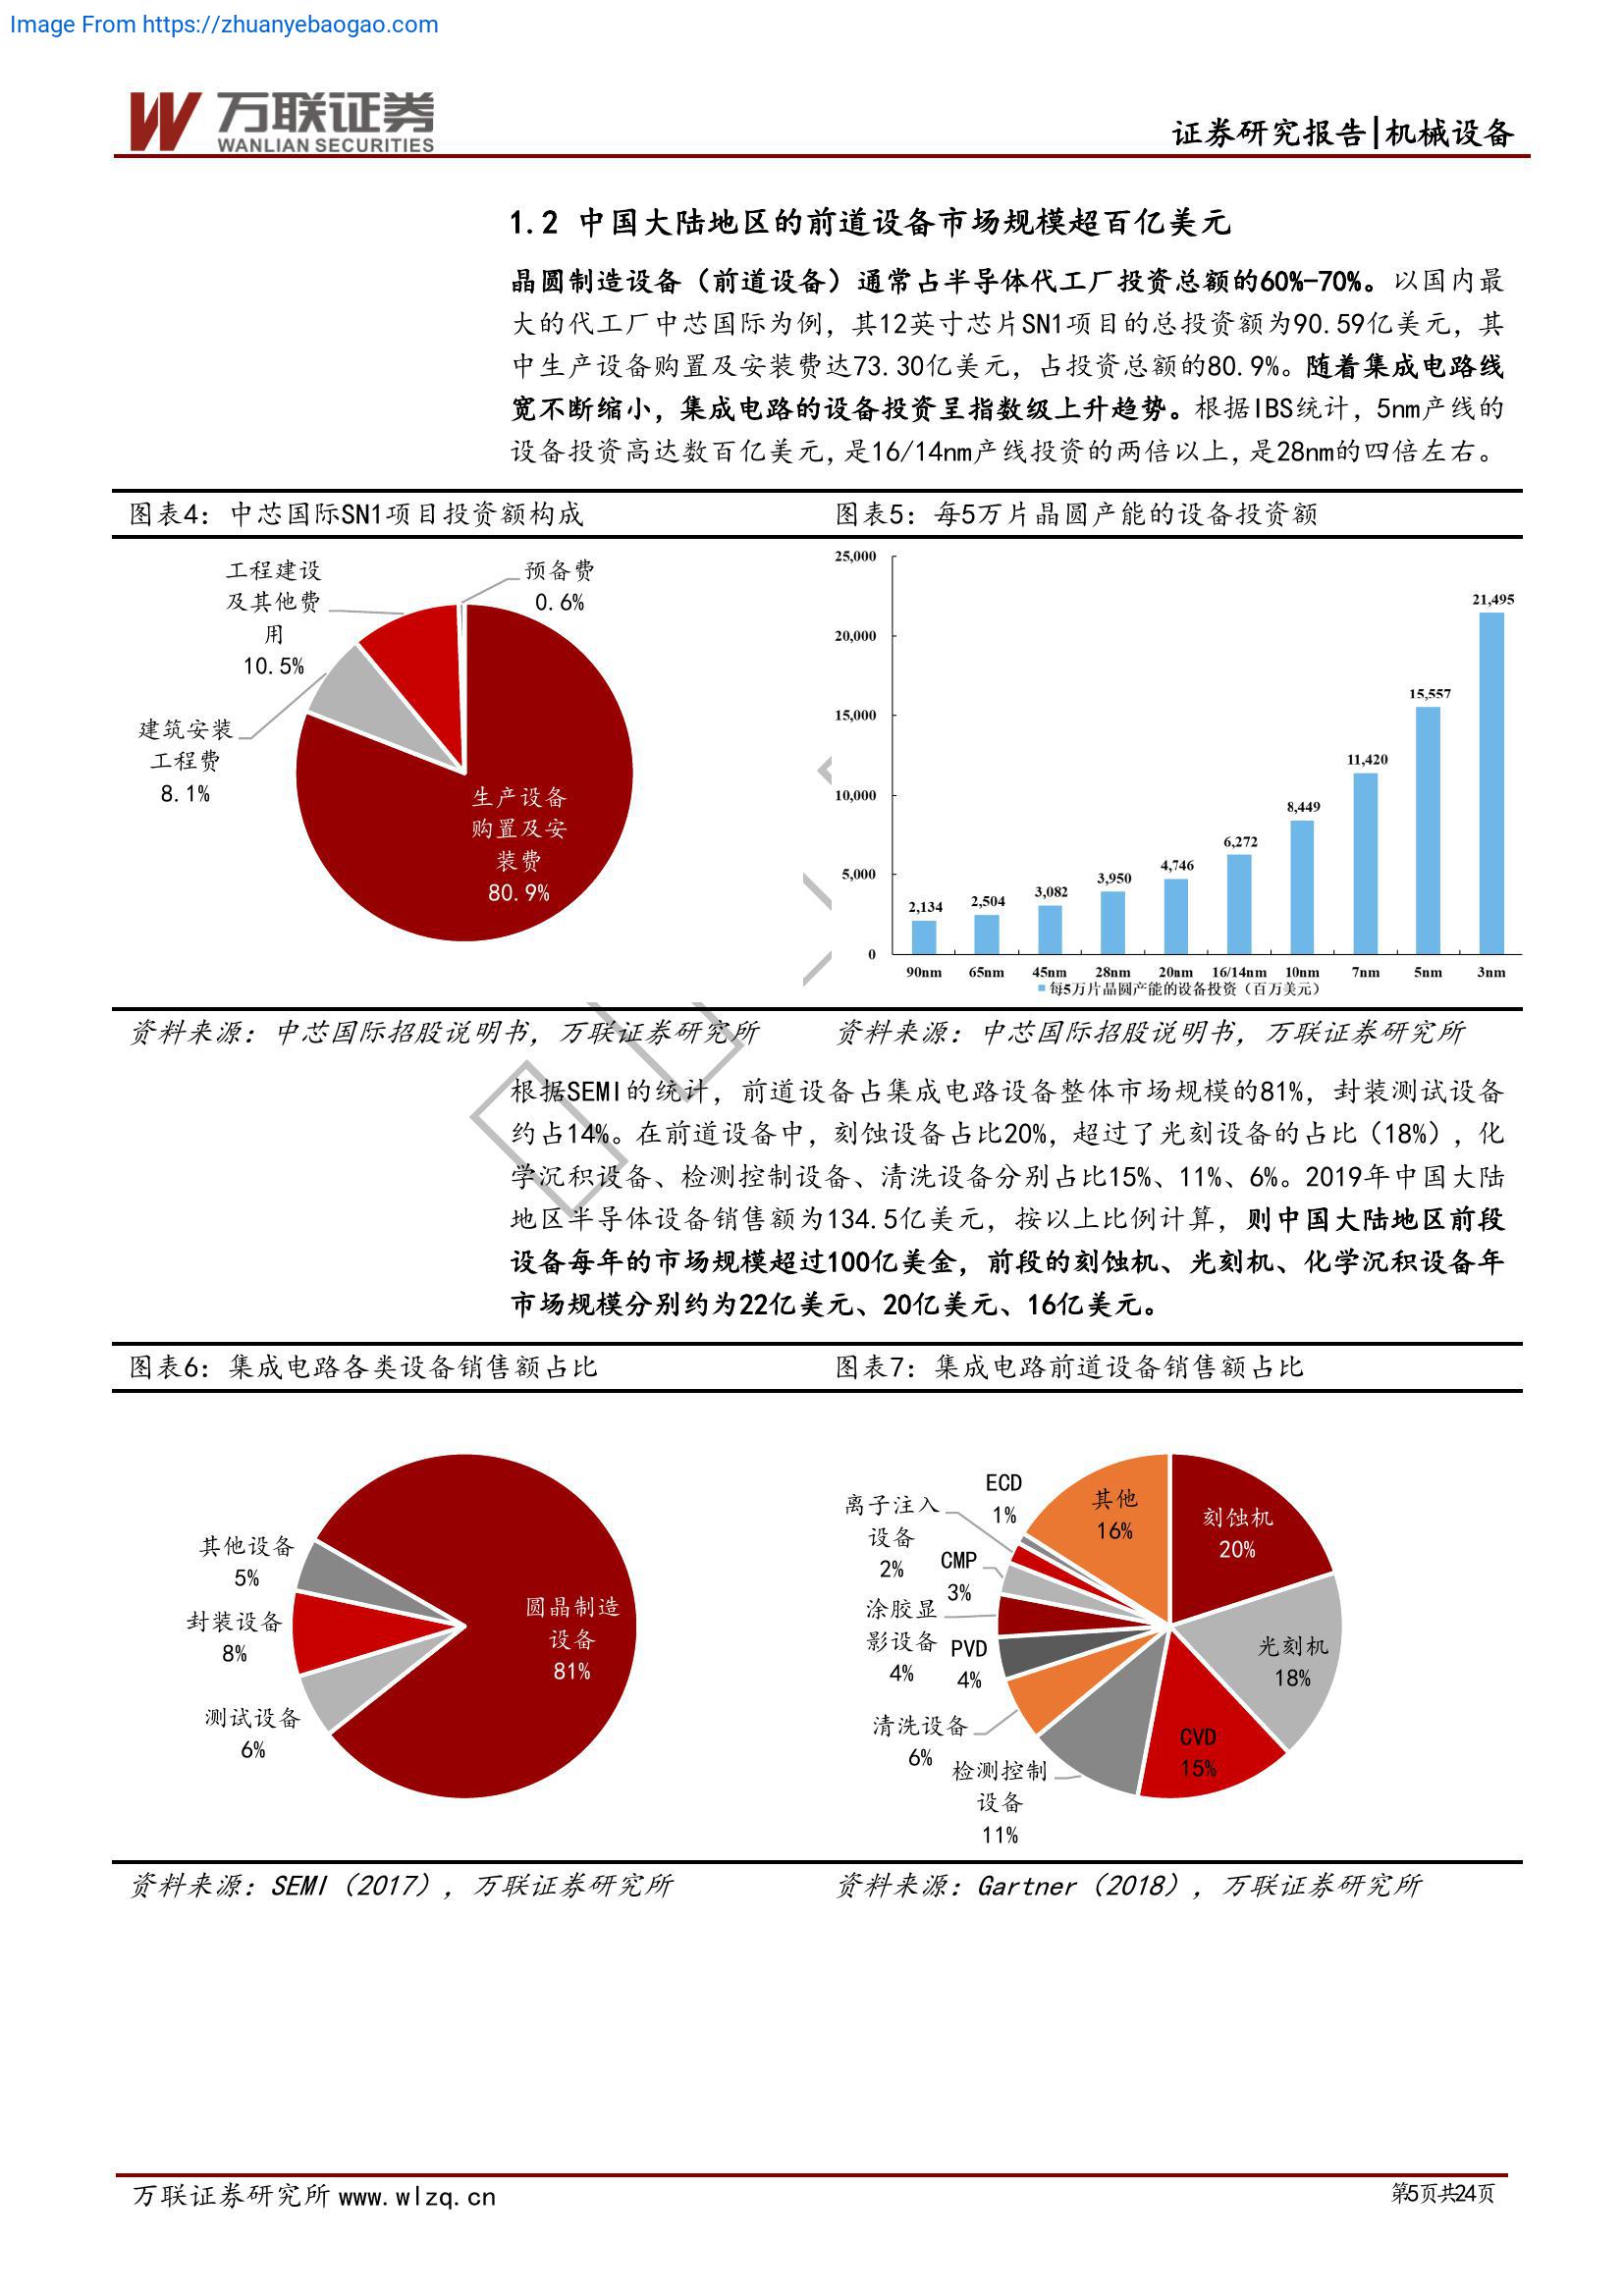 Image From https://zhuanyebaogao.com
万联证券
WANLIAN SECURITIES
证券研究报告|机械设备
1.2 中国大陆地区的前道设备市场规模超百亿美元
晶圆制造设备（前道设备）通常占半导体代工厂投资总额的60%-70%。以国内最
大的代工厂中芯国际为例，其12英寸芯片SN1项目的总投资额为90.59亿美元，其
中生产设备购置及安装费达73.30亿美元，占投资总额的80.9%。随着集成电路线
宽不断缩小，集成电路的设备投资呈指数级上升趋势。根据IBS统计，5nm产线的
设备投资高达数百亿美元，是16/14nm产线投资的两倍以上，是28nm的四倍左右。
图表4：中芯国际SN1项目投资额构成
工程建设
及其他费
用
10.5%
预备费
0.6%
建筑安装
工程费
8.1%
生产设备
购置及安
装费
80.9%
图表5：每5万片晶圆产能的设备投资额
25,000
20,000
15,000
10,000
5,000
0
2,134
2,504
3,082
3,950
4,746
6,272
8,449
11,420
15,557
21,495
90nm 65nm 45nm 28nm 20nm 16/14nm 10nm 7nm 5nm 3nm
每5万片晶圆产能的设备投资（百万美元）
资料来源：中芯国际招股说明书，万联证券研究所
资料来源：中芯国际招股说明书，万联证券研究所
根据SEMI的统计，前道设备占集成电路设备整体市场规模的81%，封装测试设备
约占14%。在前道设备中，刻蚀设备占比20%，超过了光刻设备的占比（18%），化
学沉积设备、检测控制设备、清洗设备分别占比15%、11%、6%。2019年中国大陆
地区半导体设备销售额为134.5亿美元，按以上比例计算，则中国大陆地区前段
设备每年的市场规模超过100亿美金，前段的刻蚀机、光刻机、化学沉积设备年
市场规模分别约为22亿美元、20亿美元、16亿美元。
图表6：集成电路各类设备销售额占比
其他设备
5%
封装设备
8%
测试设备
6%
圆晶制造
设备
81%
图表7：集成电路前道设备销售额占比
ECD
1%
离子注入
设备
2%
CMP
3%
涂胶显
影设备
4%
PVD
4%
清洗设备
6%
检测控制
设备
11%
其他
16%
刻蚀机
20%
光刻机
18%
CVD
15%
资料来源：SEMI（2017），万联证券研究所
资料来源：Gartner（2018），万联证券研究所
万联证券研究所 www.wlzq.cn
第5页共24页